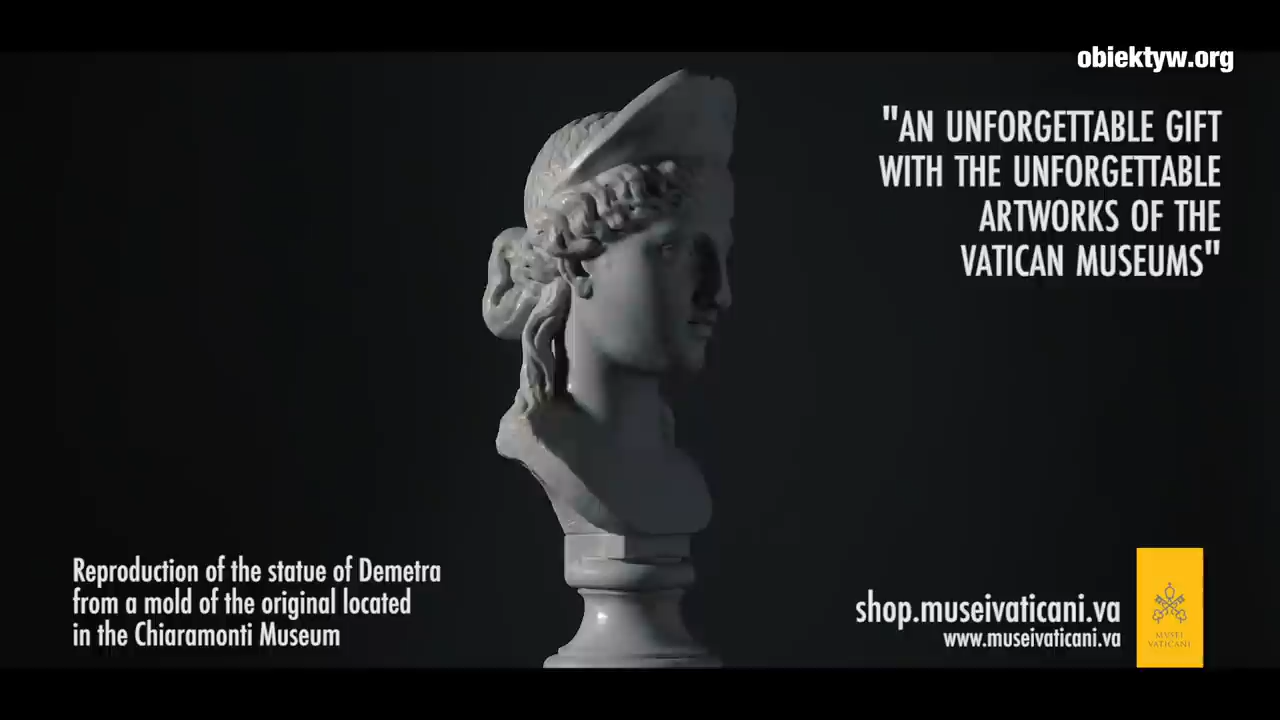 obiektyw.org
"AN UNFORGETTABLE GIFT
WITH THE UNFORGETTABLE
ARTWORKS OF THE
VATICAN MUSEUMS"
Reproduction of the statue of Demetra
from a mold of the original located
in the Chiaramonti Museum
shop.museivaticani.va
www.museivaticani.va
MUSEI
VATICANI